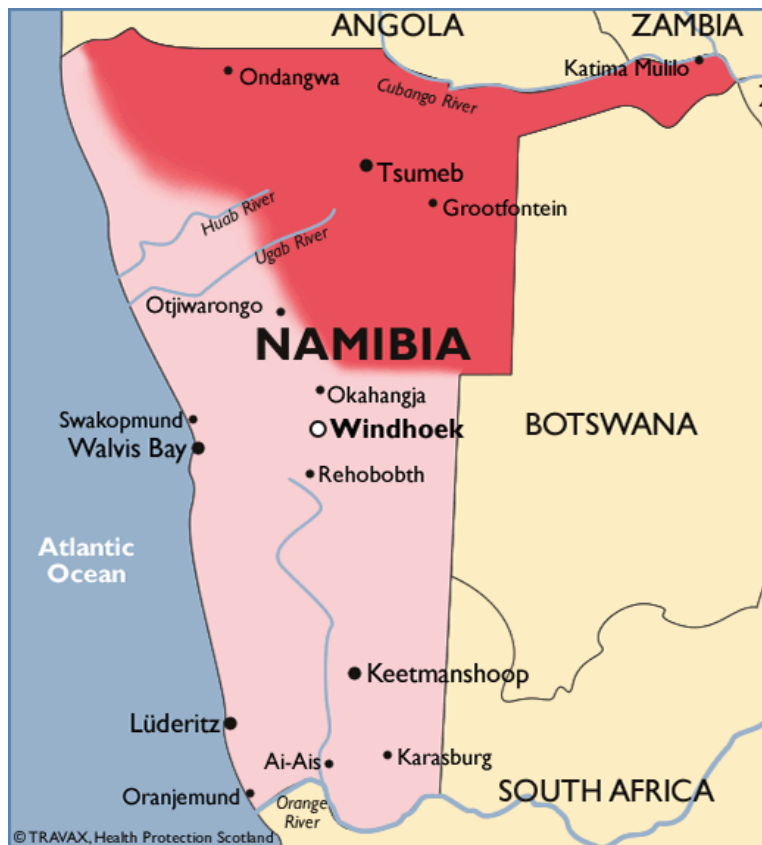 ANGOLA
ZAMBIA
Katima Mulilo
Ondangwa
Cubango River
Tsumeb
Grootfontein
Huab River
Ugab River
Otjiwarongo
NAMIBIA
Okahangja
Swakopmund
Windhoek
BOTSWANA
Walvis Bay
Rehobobth
Atlantic
Ocean
Keetmanshoop
Lüderitz
Ai-Ais
Karasburg
Oranjemund
Orange
River
SOUTH AFRICA
© TRAVAX, Health Protection Scotland